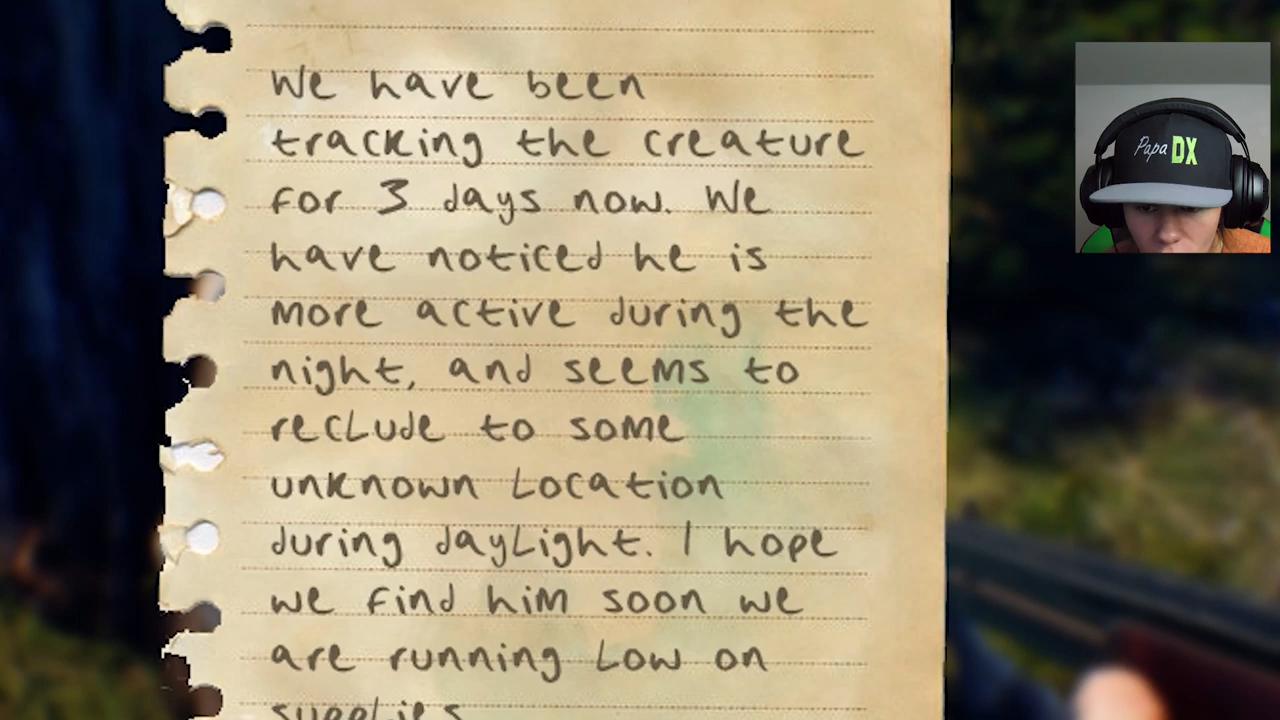 We have been
tracking the creature
for 3 days now. We
have noticed he is
more active during the
night, and seems to
reclude to some
unknown Location
during dayLight. I hope
we find him soon we
are running Low on
supplies
Papa DX